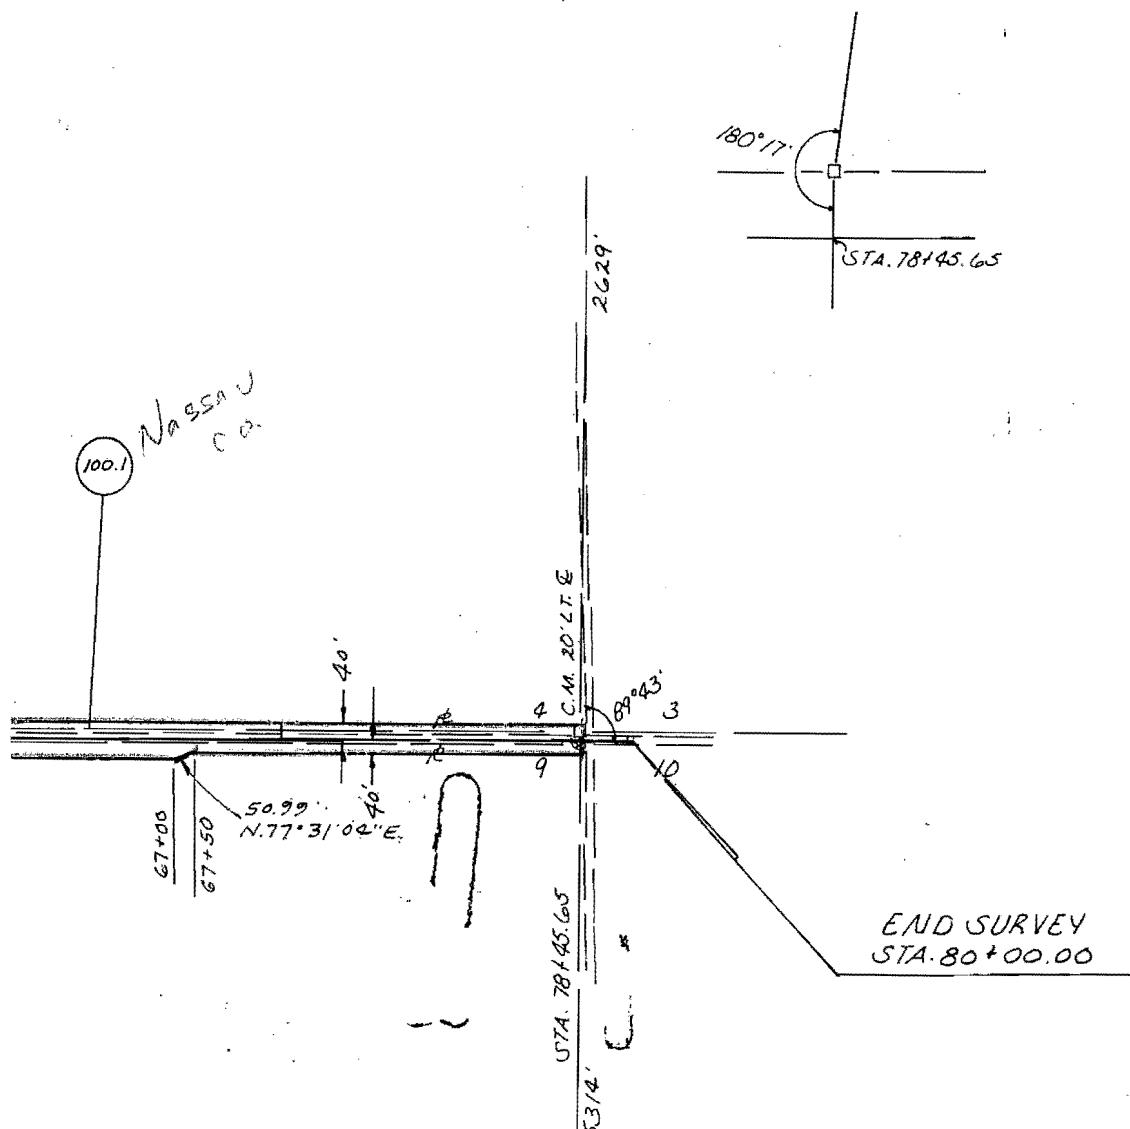 180°17'
STA. 78+45.65
2629'
Nassau
Co.
100.1
C.M. 20' LT. ℄
40'
89°43'
4
3
9
10
50.99'
N.77°31'04"E.
40'
67+00
67+50
STA. 78+45.65
END SURVEY
STA. 80+00.00
5314'